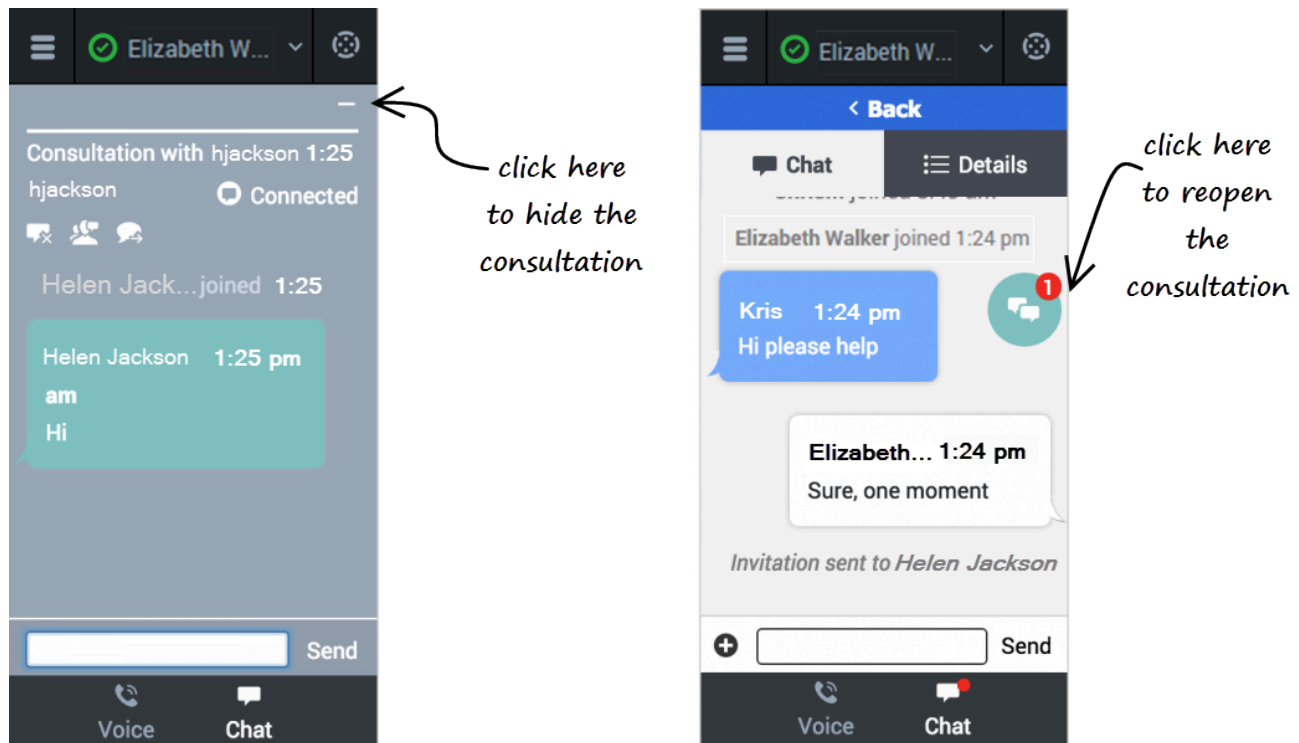 Elizabeth W...
Consultation with hjackson 1:25
hjackson Connected
Helen Jack...joined 1:25
Helen Jackson 1:25 pm
am
Hi
Send
Voice Chat
click here
to hide the
consultation
Elizabeth W...
< Back
Chat Details
Elizabeth Walker joined 1:24 pm
1
Kris 1:24 pm
Hi please help
Elizabeth... 1:24 pm
Sure, one moment
Invitation sent to Helen Jackson
Send
Voice Chat
click here
to reopen
the
consultation